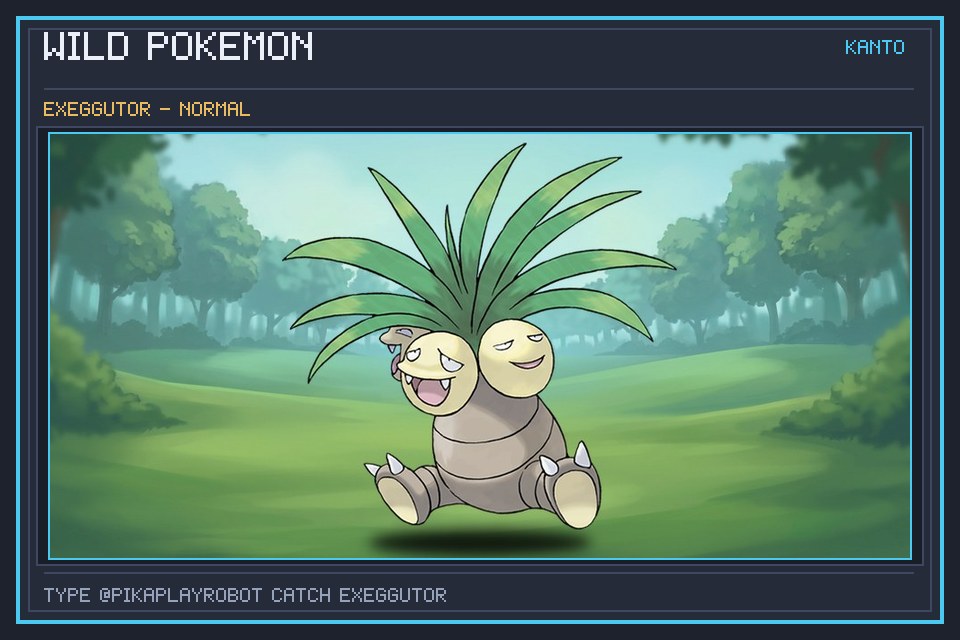 WILD POKEMON
KANTO
EXEGGUTOR - NORMAL
TYPE @PIKAPLAYROBOT CATCH EXEGGUTOR